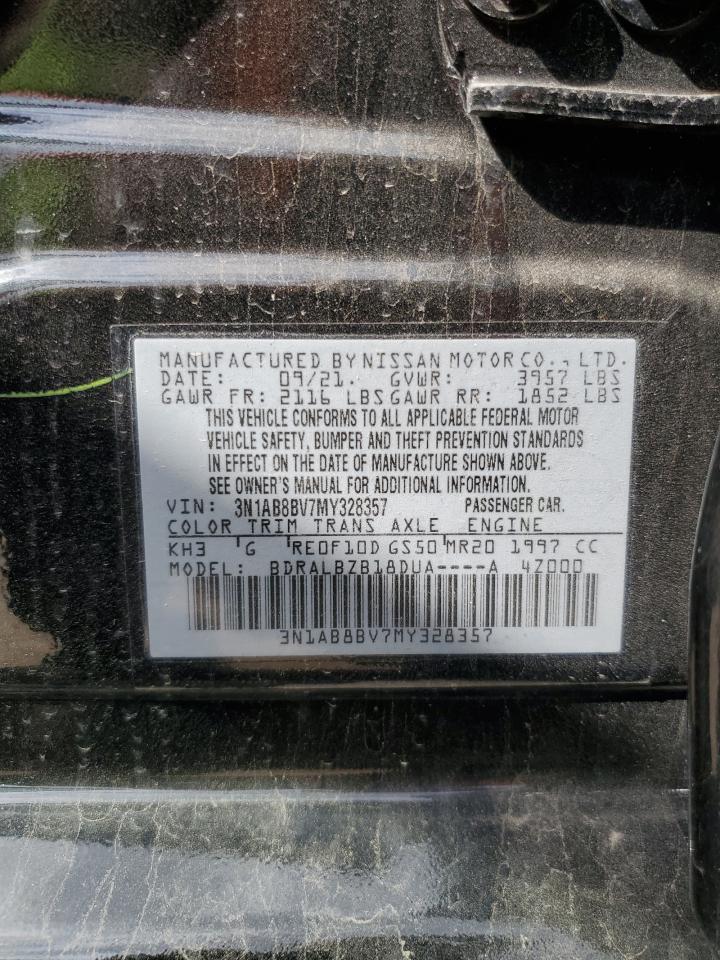 MANUFACTURED BY NISSAN MOTOR CO., LTD.
DATE: 09/21 GVWR: 3957 LBS
GAWR FR: 2116 LBS GAWR RR: 1852 LBS
THIS VEHICLE CONFORMS TO ALL APPLICABLE FEDERAL MOTOR
VEHICLE SAFETY, BUMPER AND THEFT PREVENTION STANDARDS
IN EFFECT ON THE DATE OF MANUFACTURE SHOWN ABOVE.
SEE OWNER'S MANUAL FOR ADDITIONAL INFORMATION.
VIN: 3N1AB8BV7MY328357 PASSENGER CAR.
COLOR TRIM TRANS AXLE ENGINE
KH3 G RE0F10D GS50 MR20 1997 CC
MODEL: BDRALBZB18DUA----A 4Z000
3N1AB8BV7MY328357